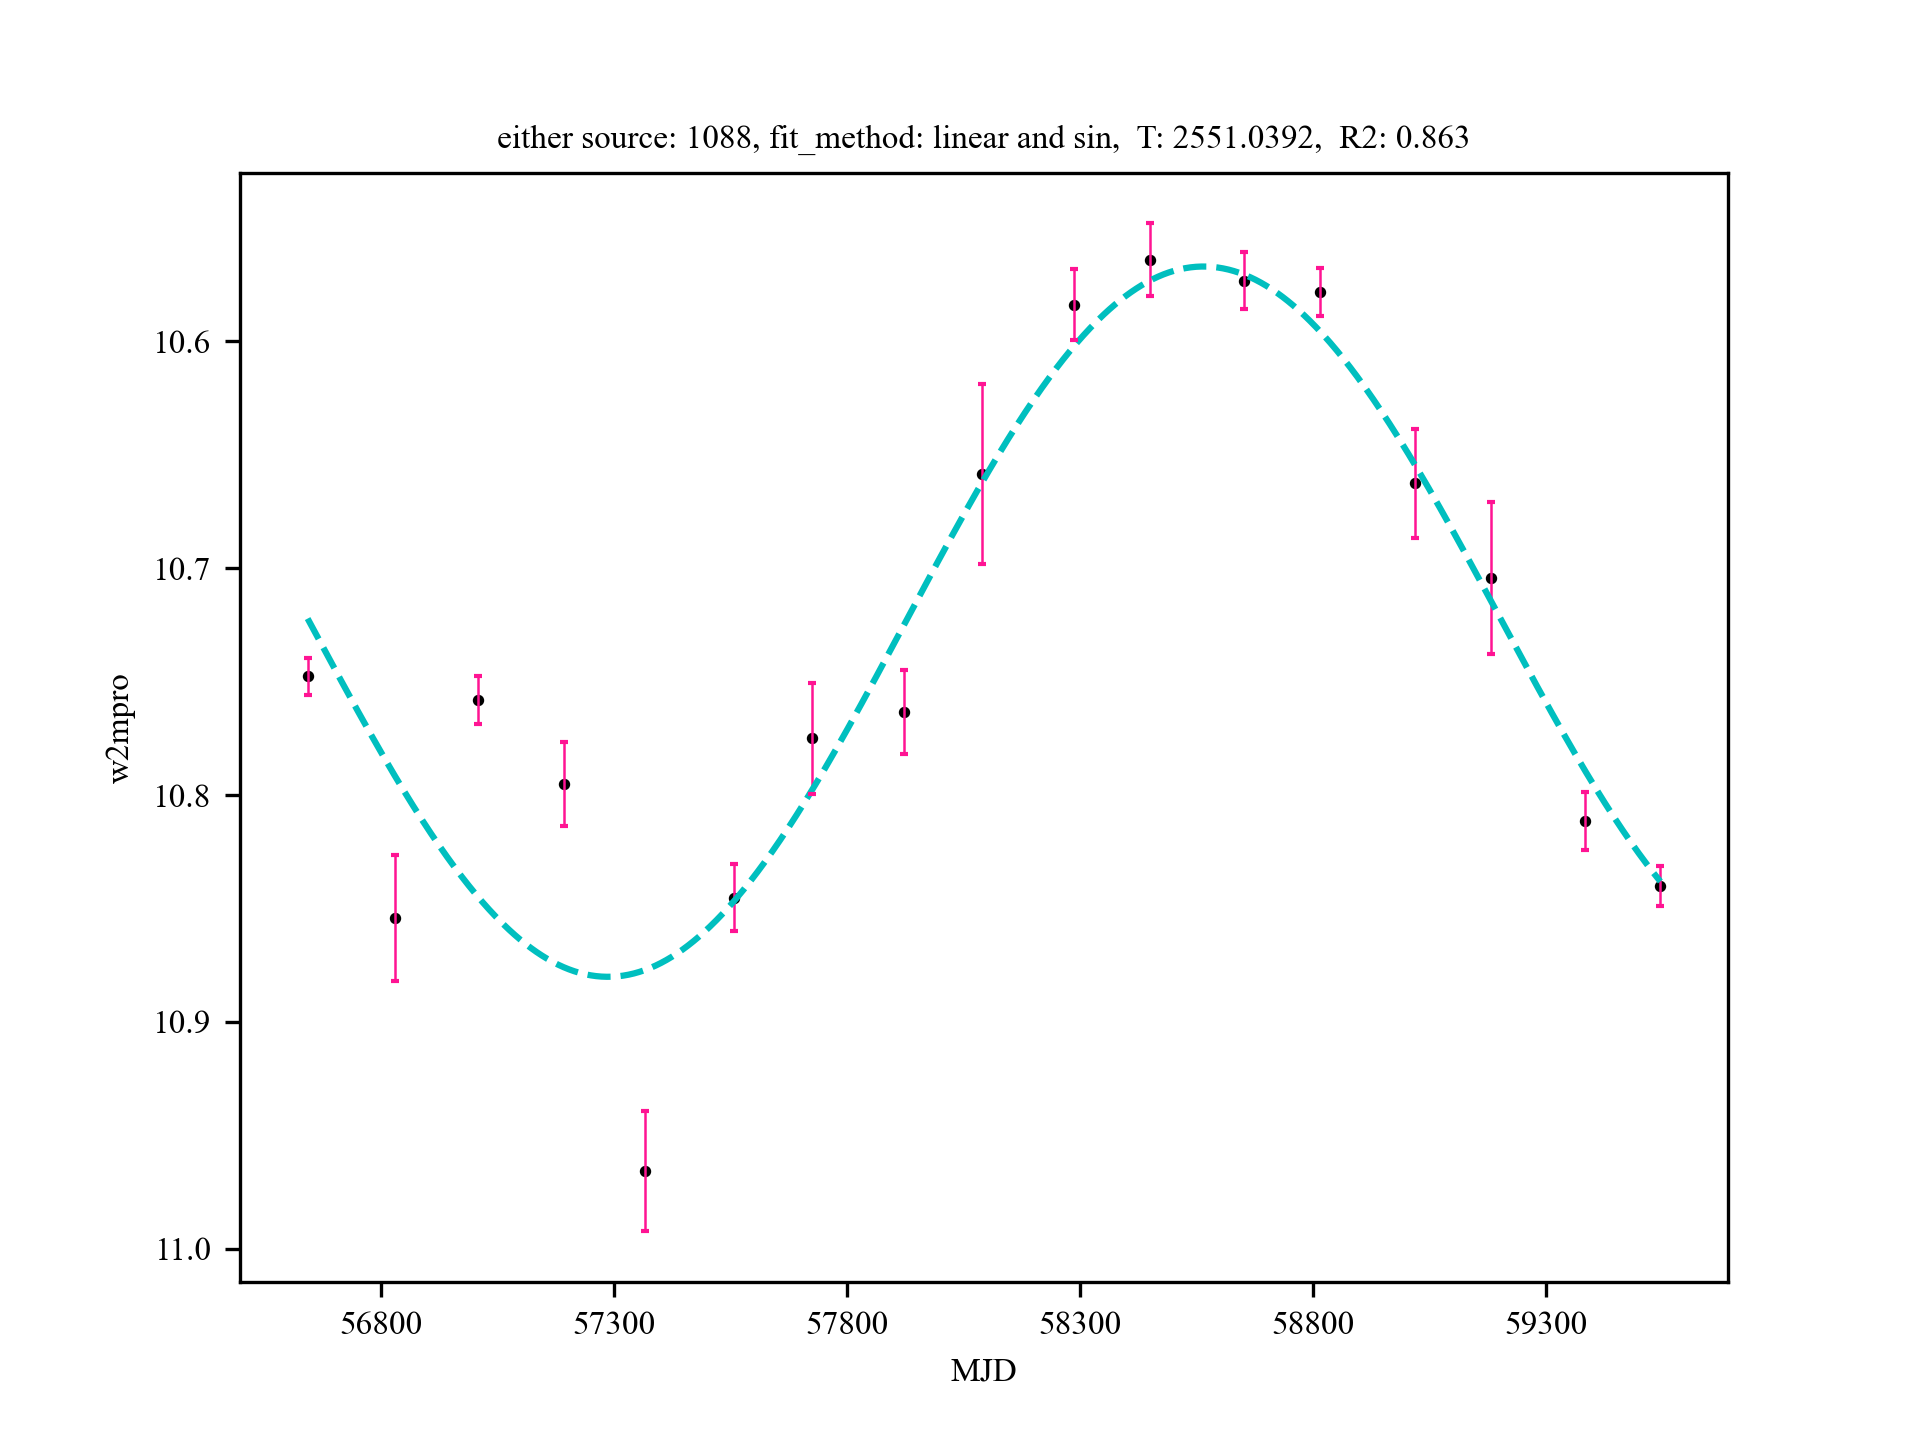 either source: 1088, fit_method: linear and sin,  T: 2551.0392,  R2: 0.863
10.6
10.7
10.8
10.9
11.0
w2mpro
56800 57300 57800 58300 58800 59300
MJD